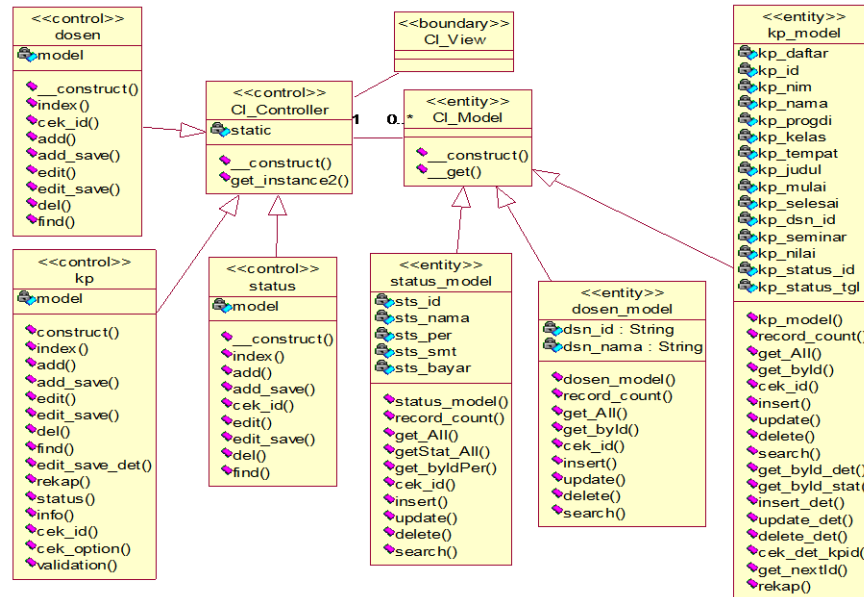 <<control>>
dosen
model
__construct()
index()
cek_id()
add()
add_save()
edit()
edit_save()
del()
find()
<<boundary>>
CI_View
<<control>>
CI_Controller
static
__construct()
get_instance2()
1 0..*
<<entity>>
CI_Model
__construct()
__get()
<<entity>>
kp_model
kp_daftar
kp_id
kp_nim
kp_nama
kp_progdi
kp_kelas
kp_tempat
kp_judul
kp_mulai
kp_selesai
kp_dsn_id
kp_seminar
kp_nilai
kp_status_id
kp_status_tgl
kp_model()
record_count()
get_All()
get_byId()
cek_id()
insert()
update()
delete()
search()
get_byId_det()
get_byId_stat()
insert_det()
update_det()
delete_det()
cek_det_kpid()
get_nextId()
rekap()
<<control>>
kp
model
construct()
index()
add()
add_save()
edit()
edit_save()
del()
find()
edit_save_det()
rekap()
status()
info()
cek_id()
cek_option()
validation()
<<control>>
status
model
__construct()
index()
add()
add_save()
cek_id()
edit()
edit_save()
del()
find()
<<entity>>
status_model
sts_id
sts_nama
sts_per
sts_smt
sts_bayar
status_model()
record_count()
get_All()
getStat_All()
get_byIdPer()
cek_id()
insert()
update()
delete()
search()
<<entity>>
dosen_model
dsn_id : String
dsn_nama : String
dosen_model()
record_count()
get_All()
get_byId()
cek_id()
insert()
update()
delete()
search()